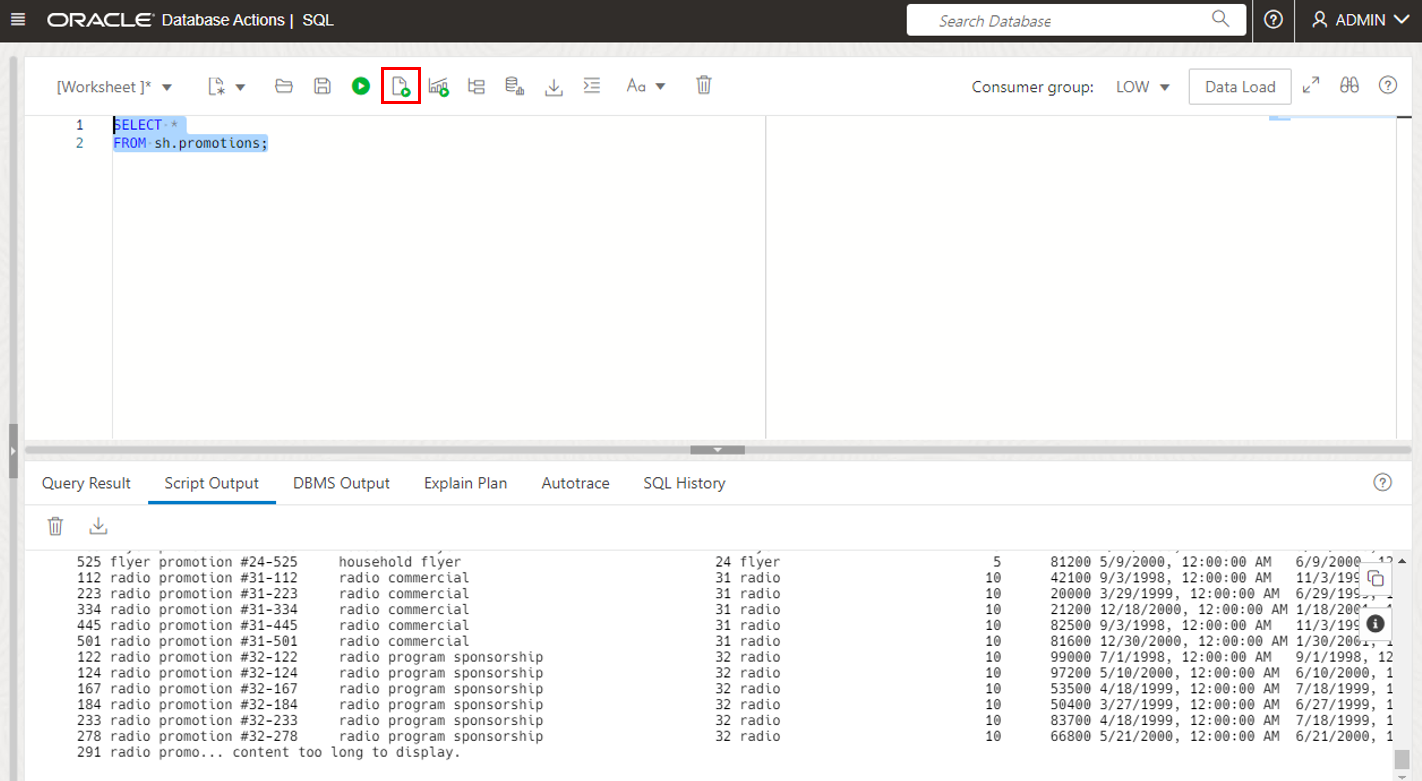 ORACLE Database Actions | SQL Search Database ADMIN
[Worksheet ]* Aa Consumer group: LOW Data Load
1 SELECT *
2 FROM sh.promotions;
Query Result Script Output DBMS Output Explain Plan Autotrace SQL History
525 flyer promotion #24-525 household flyer 24 flyer 5 81200 5/9/2000, 12:00:00 AM 6/9/2000, 12
112 radio promotion #31-112 radio commercial 31 radio 10 42100 9/3/1998, 12:00:00 AM 11/3/199
223 radio promotion #31-223 radio commercial 31 radio 10 20000 3/29/1999, 12:00:00 AM 6/29/1999, 1
334 radio promotion #31-334 radio commercial 31 radio 10 21200 12/18/2000, 12:00:00 AM 1/18/2001, 1
445 radio promotion #31-445 radio commercial 31 radio 10 82500 9/3/1998, 12:00:00 AM 11/3/199
501 radio promotion #31-501 radio commercial 31 radio 10 81600 12/30/2000, 12:00:00 AM 1/30/2001, 1
122 radio promotion #32-122 radio program sponsorship 32 radio 10 99000 7/1/1998, 12:00:00 AM 9/1/1998, 12
124 radio promotion #32-124 radio program sponsorship 32 radio 10 97200 5/10/2000, 12:00:00 AM 6/10/2000, 1
167 radio promotion #32-167 radio program sponsorship 32 radio 10 53500 4/18/1999, 12:00:00 AM 7/18/1999, 1
184 radio promotion #32-184 radio program sponsorship 32 radio 10 50400 3/27/1999, 12:00:00 AM 6/27/1999, 1
233 radio promotion #32-233 radio program sponsorship 32 radio 10 83700 4/18/1999, 12:00:00 AM 7/18/1999, 1
278 radio promotion #32-278 radio program sponsorship 32 radio 10 66800 5/21/2000, 12:00:00 AM 6/21/2000, 1
291 radio promo... content too long to display.